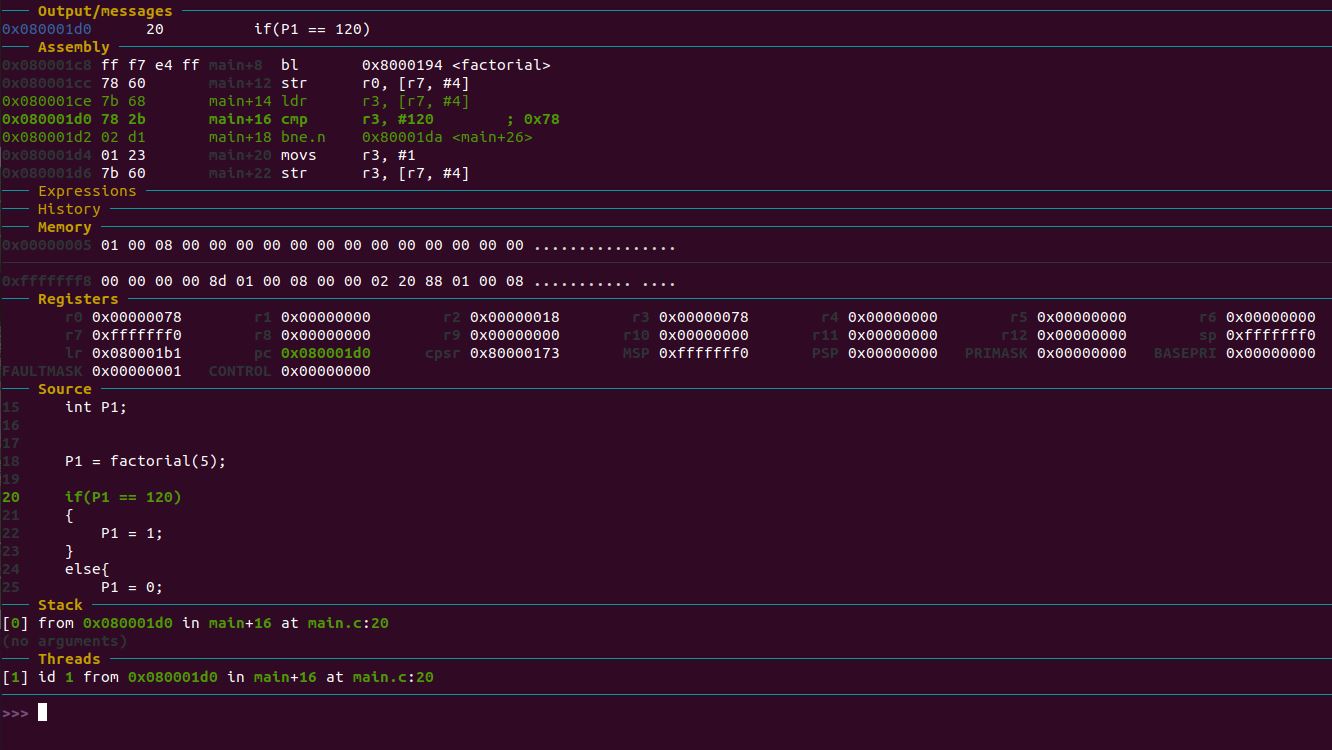 Output/messages
0x080001d0 20 if(P1 == 120)
Assembly
0x080001c8 ff f7 e4 ff main+8 bl 0x8000194 <factorial>
0x080001cc 78 60 main+12 str r0, [r7, #4]
0x080001ce 7b 68 main+14 ldr r3, [r7, #4]
0x080001d0 78 2b main+16 cmp r3, #120 ; 0x78
0x080001d2 02 d1 main+18 bne.n 0x80001da <main+26>
0x080001d4 01 23 main+20 movs r3, #1
0x080001d6 7b 60 main+22 str r3, [r7, #4]
Expressions
History
Memory
0x00000005 01 00 08 00 00 00 00 00 00 00 00 00 00 00 00 00 ................
0xfffffff8 00 00 00 00 8d 01 00 08 00 00 02 20 88 01 00 08 ........... ....
Registers
r0 0x00000078 r1 0x00000000 r2 0x00000018 r3 0x00000078 r4 0x00000000 r5 0x00000000 r6 0x00000000
r7 0xfffffff0 r8 0x00000000 r9 0x00000000 r10 0x00000000 r11 0x00000000 r12 0x00000000 sp 0xfffffff0
lr 0x080001b1 pc 0x080001d0 cpsr 0x80000173 MSP 0xfffffff0 PSP 0x00000000 PRIMASK 0x00000000 BASEPRI 0x00000000
FAULTMASK 0x00000001 CONTROL 0x00000000
Source
15 int P1;
16
17
18 P1 = factorial(5);
19
20 if(P1 == 120)
21 {
22 P1 = 1;
23 }
24 else{
25 P1 = 0;
Stack
[0] from 0x080001d0 in main+16 at main.c:20
(no arguments)
Threads
[1] id 1 from 0x080001d0 in main+16 at main.c:20
>>>